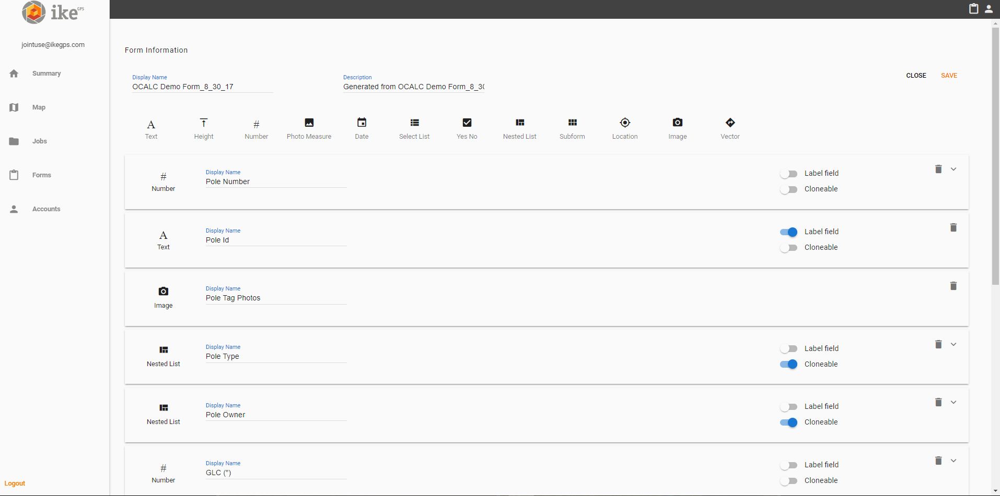 ike GPS
jointuse@ikegps.com
Summary
Map
Jobs
Forms
Accounts
Logout
Form Information
Display Name
OCALC Demo Form_8_30_17
Description
Generated from OCALC Demo Form_8_30
CLOSE
SAVE
A
Text
Height
#
Number
Photo Measure
Date
Select List
Yes No
Nested List
Subform
Location
Image
Vector
#
Number
Display Name
Pole Number
Label field
Cloneable
A
Text
Display Name
Pole Id
Label field
Cloneable
Image
Display Name
Pole Tag Photos
Nested List
Display Name
Pole Type
Label field
Cloneable
Nested List
Display Name
Pole Owner
Label field
Cloneable
#
Number
Display Name
GLC (")
Label field
Cloneable